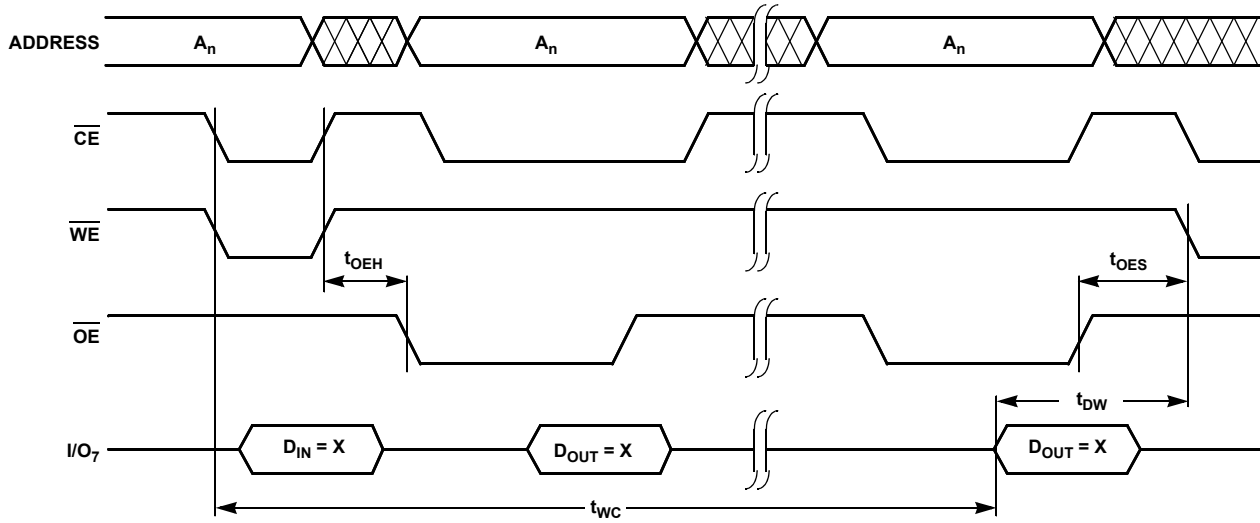 ADDRESS An An An
CE
WE
tOEH tOES
OE
tDW
I/O7 DIN = X DOUT = X DOUT = X
tWC